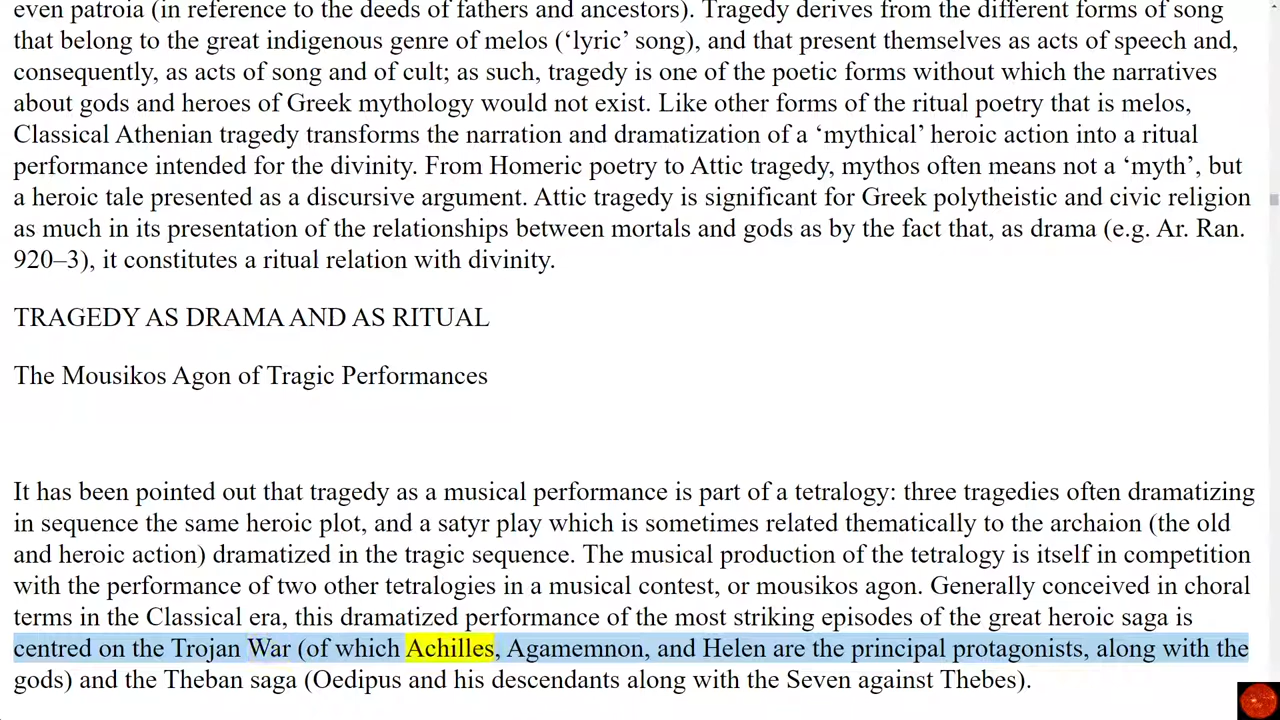 even patroia (in reference to the deeds of fathers and ancestors). Tragedy derives from the different forms of song
that belong to the great indigenous genre of melos (‘lyric’ song), and that present themselves as acts of speech and,
consequently, as acts of song and of cult; as such, tragedy is one of the poetic forms without which the narratives
about gods and heroes of Greek mythology would not exist. Like other forms of the ritual poetry that is melos,
Classical Athenian tragedy transforms the narration and dramatization of a ‘mythical’ heroic action into a ritual
performance intended for the divinity. From Homeric poetry to Attic tragedy, mythos often means not a ‘myth’, but
a heroic tale presented as a discursive argument. Attic tragedy is significant for Greek polytheistic and civic religion
as much in its presentation of the relationships between mortals and gods as by the fact that, as drama (e.g. Ar. Ran.
920–3), it constitutes a ritual relation with divinity.
TRAGEDY AS DRAMA AND AS RITUAL
The Mousikos Agon of Tragic Performances
It has been pointed out that tragedy as a musical performance is part of a tetralogy: three tragedies often dramatizing
in sequence the same heroic plot, and a satyr play which is sometimes related thematically to the archaion (the old
and heroic action) dramatized in the tragic sequence. The musical production of the tetralogy is itself in competition
with the performance of two other tetralogies in a musical contest, or mousikos agon. Generally conceived in choral
terms in the Classical era, this dramatized performance of the most striking episodes of the great heroic saga is
centred on the Trojan War (of which Achilles, Agamemnon, and Helen are the principal protagonists, along with the
gods) and the Theban saga (Oedipus and his descendants along with the Seven against Thebes).